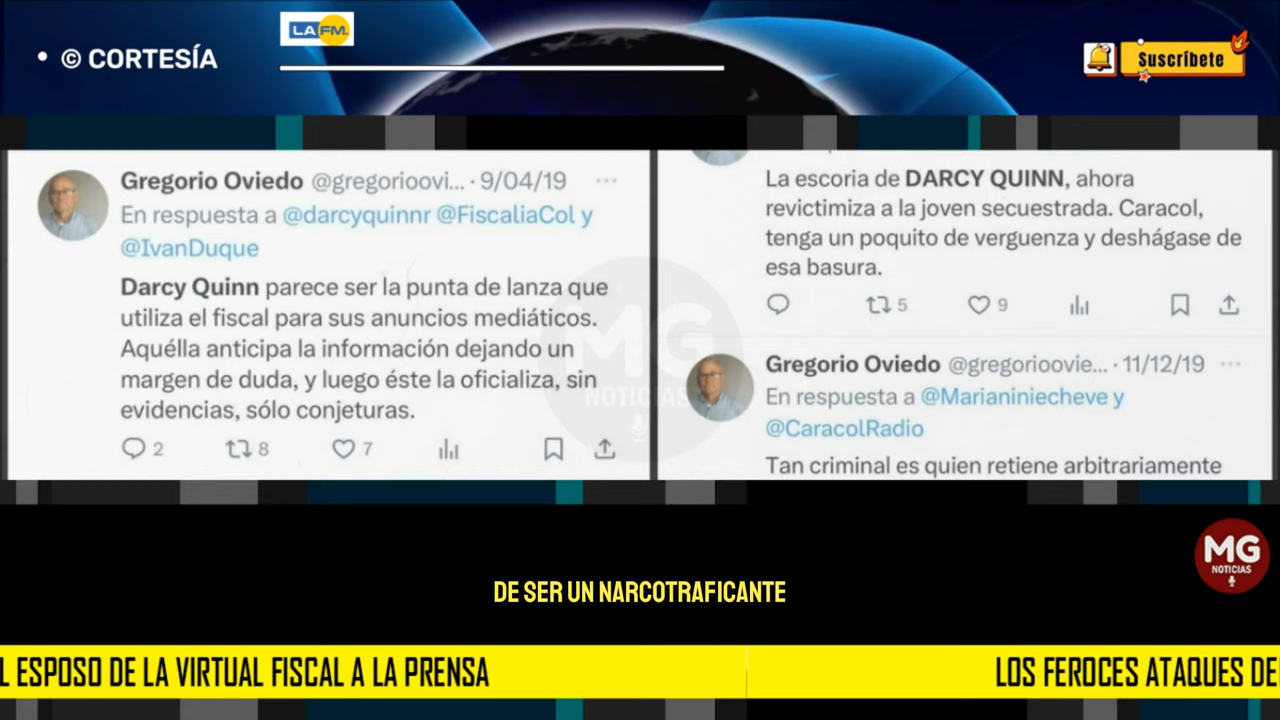 • © CORTESÍA
LA FM.
Suscríbete
Gregorio Oviedo @gregorioovi... · 9/04/19
En respuesta a @darcyquinnr @FiscaliaCol y
@IvanDuque
Darcy Quinn parece ser la punta de lanza que
utiliza el fiscal para sus anuncios mediáticos.
Aquélla anticipa la información dejando un
margen de duda, y luego éste la oficializa, sin
evidencias, sólo conjeturas.
2 8 7
La escoria de DARCY QUINN, ahora
revictimiza a la joven secuestrada. Caracol,
tenga un poquito de verguenza y deshágase de
esa basura.
5 9
Gregorio Oviedo @gregorioovie... · 11/12/19
En respuesta a @Marianiniecheve y
@CaracolRadio
Tan criminal es quien retiene arbitrariamente
MG
NOTICIAS
DE SER UN NARCOTRAFICANTE
MG
NOTICIAS
L ESPOSO DE LA VIRTUAL FISCAL A LA PRENSA
LOS FEROCES ATAQUES DE